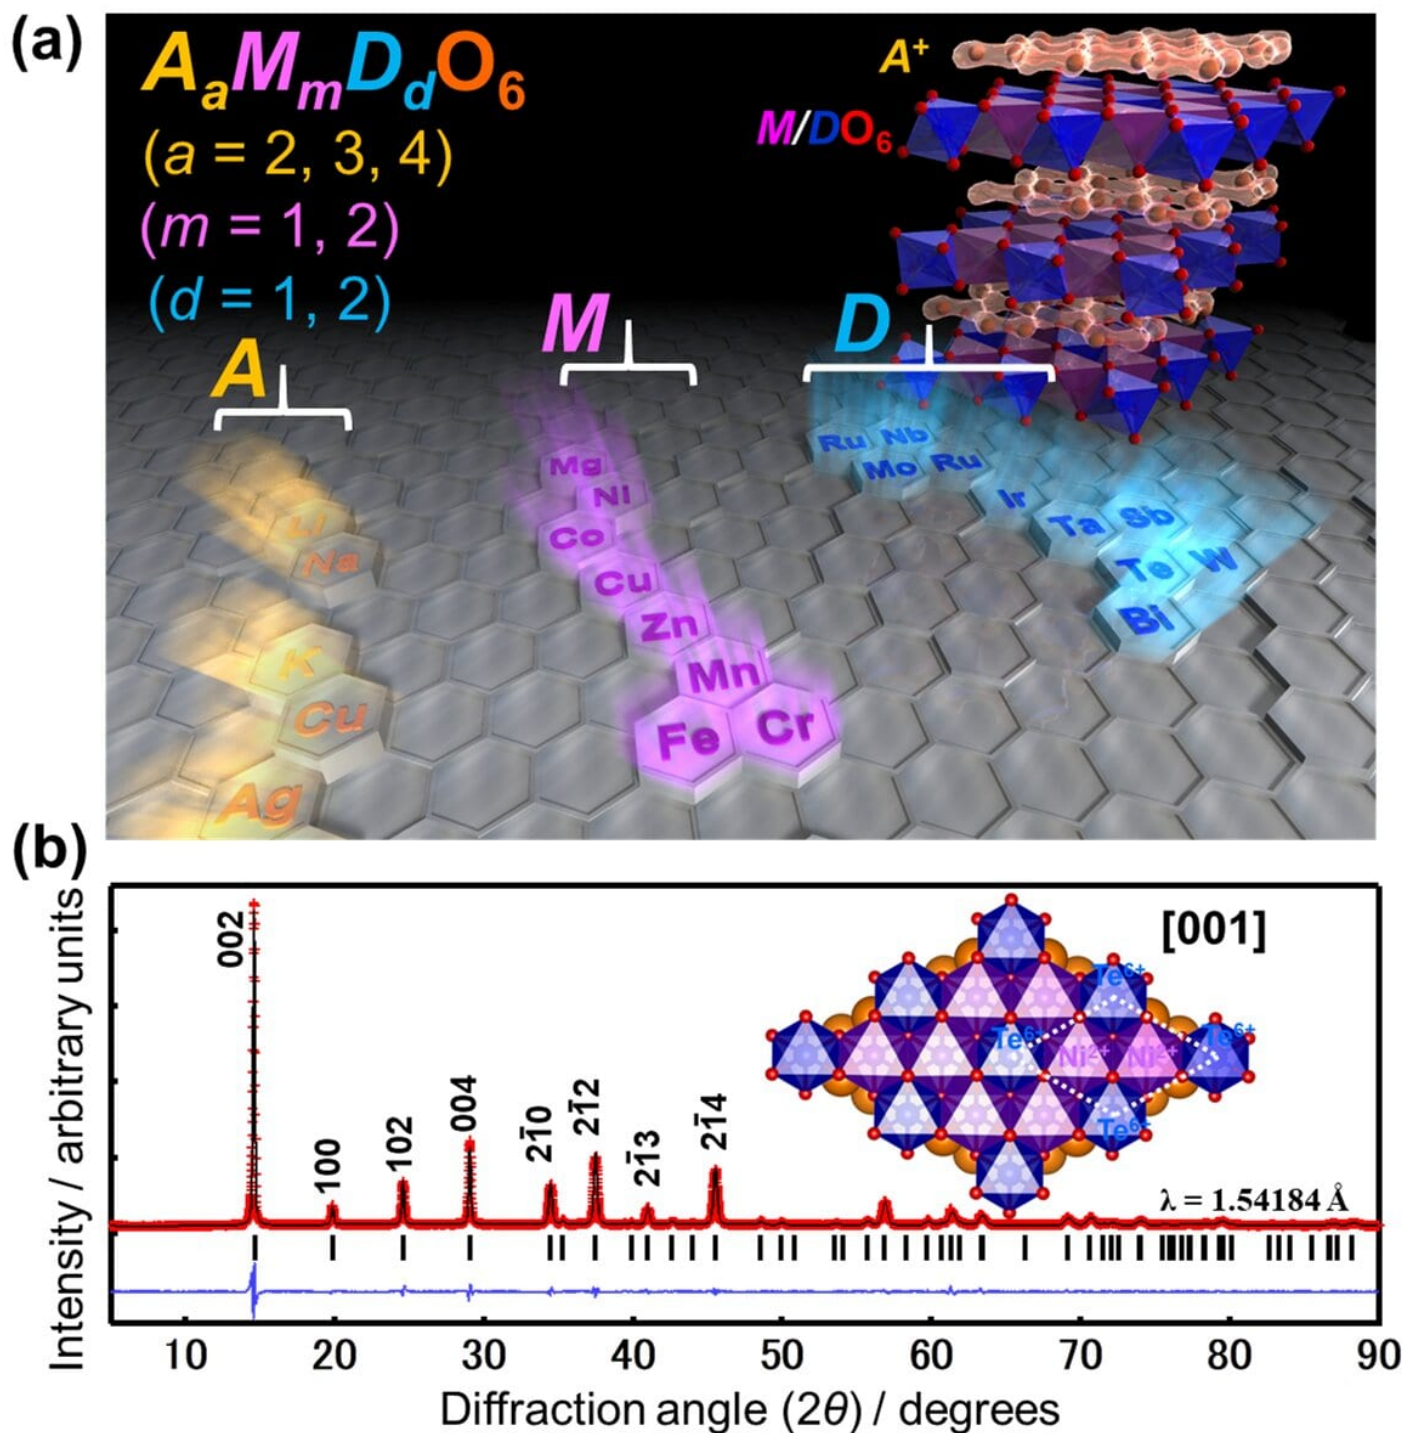 (a)
AₐMₘD_dO₆
(a = 2, 3, 4)
(m = 1, 2)
(d = 1, 2)
A⁺
M/DO₆
A
M
D
Li
Na
K
Cu
Ag
Mg
Ni
Co
Cu
Zn
Mn
Fe
Cr
Ru
Nb
Mo
Ru
Ir
Ta
Sb
Te
W
Bi
(b)
Intensity / arbitrary units
002
100
102
004
21̅0
21̅2
21̅3
21̅4
[001]
Te⁶⁺
Te⁶⁺
Ni²⁺
Ni²⁺
Te⁶⁺
Te⁶⁺
λ = 1.54184 Å
10 20 30 40 50 60 70 80 90
Diffraction angle (2θ) / degrees